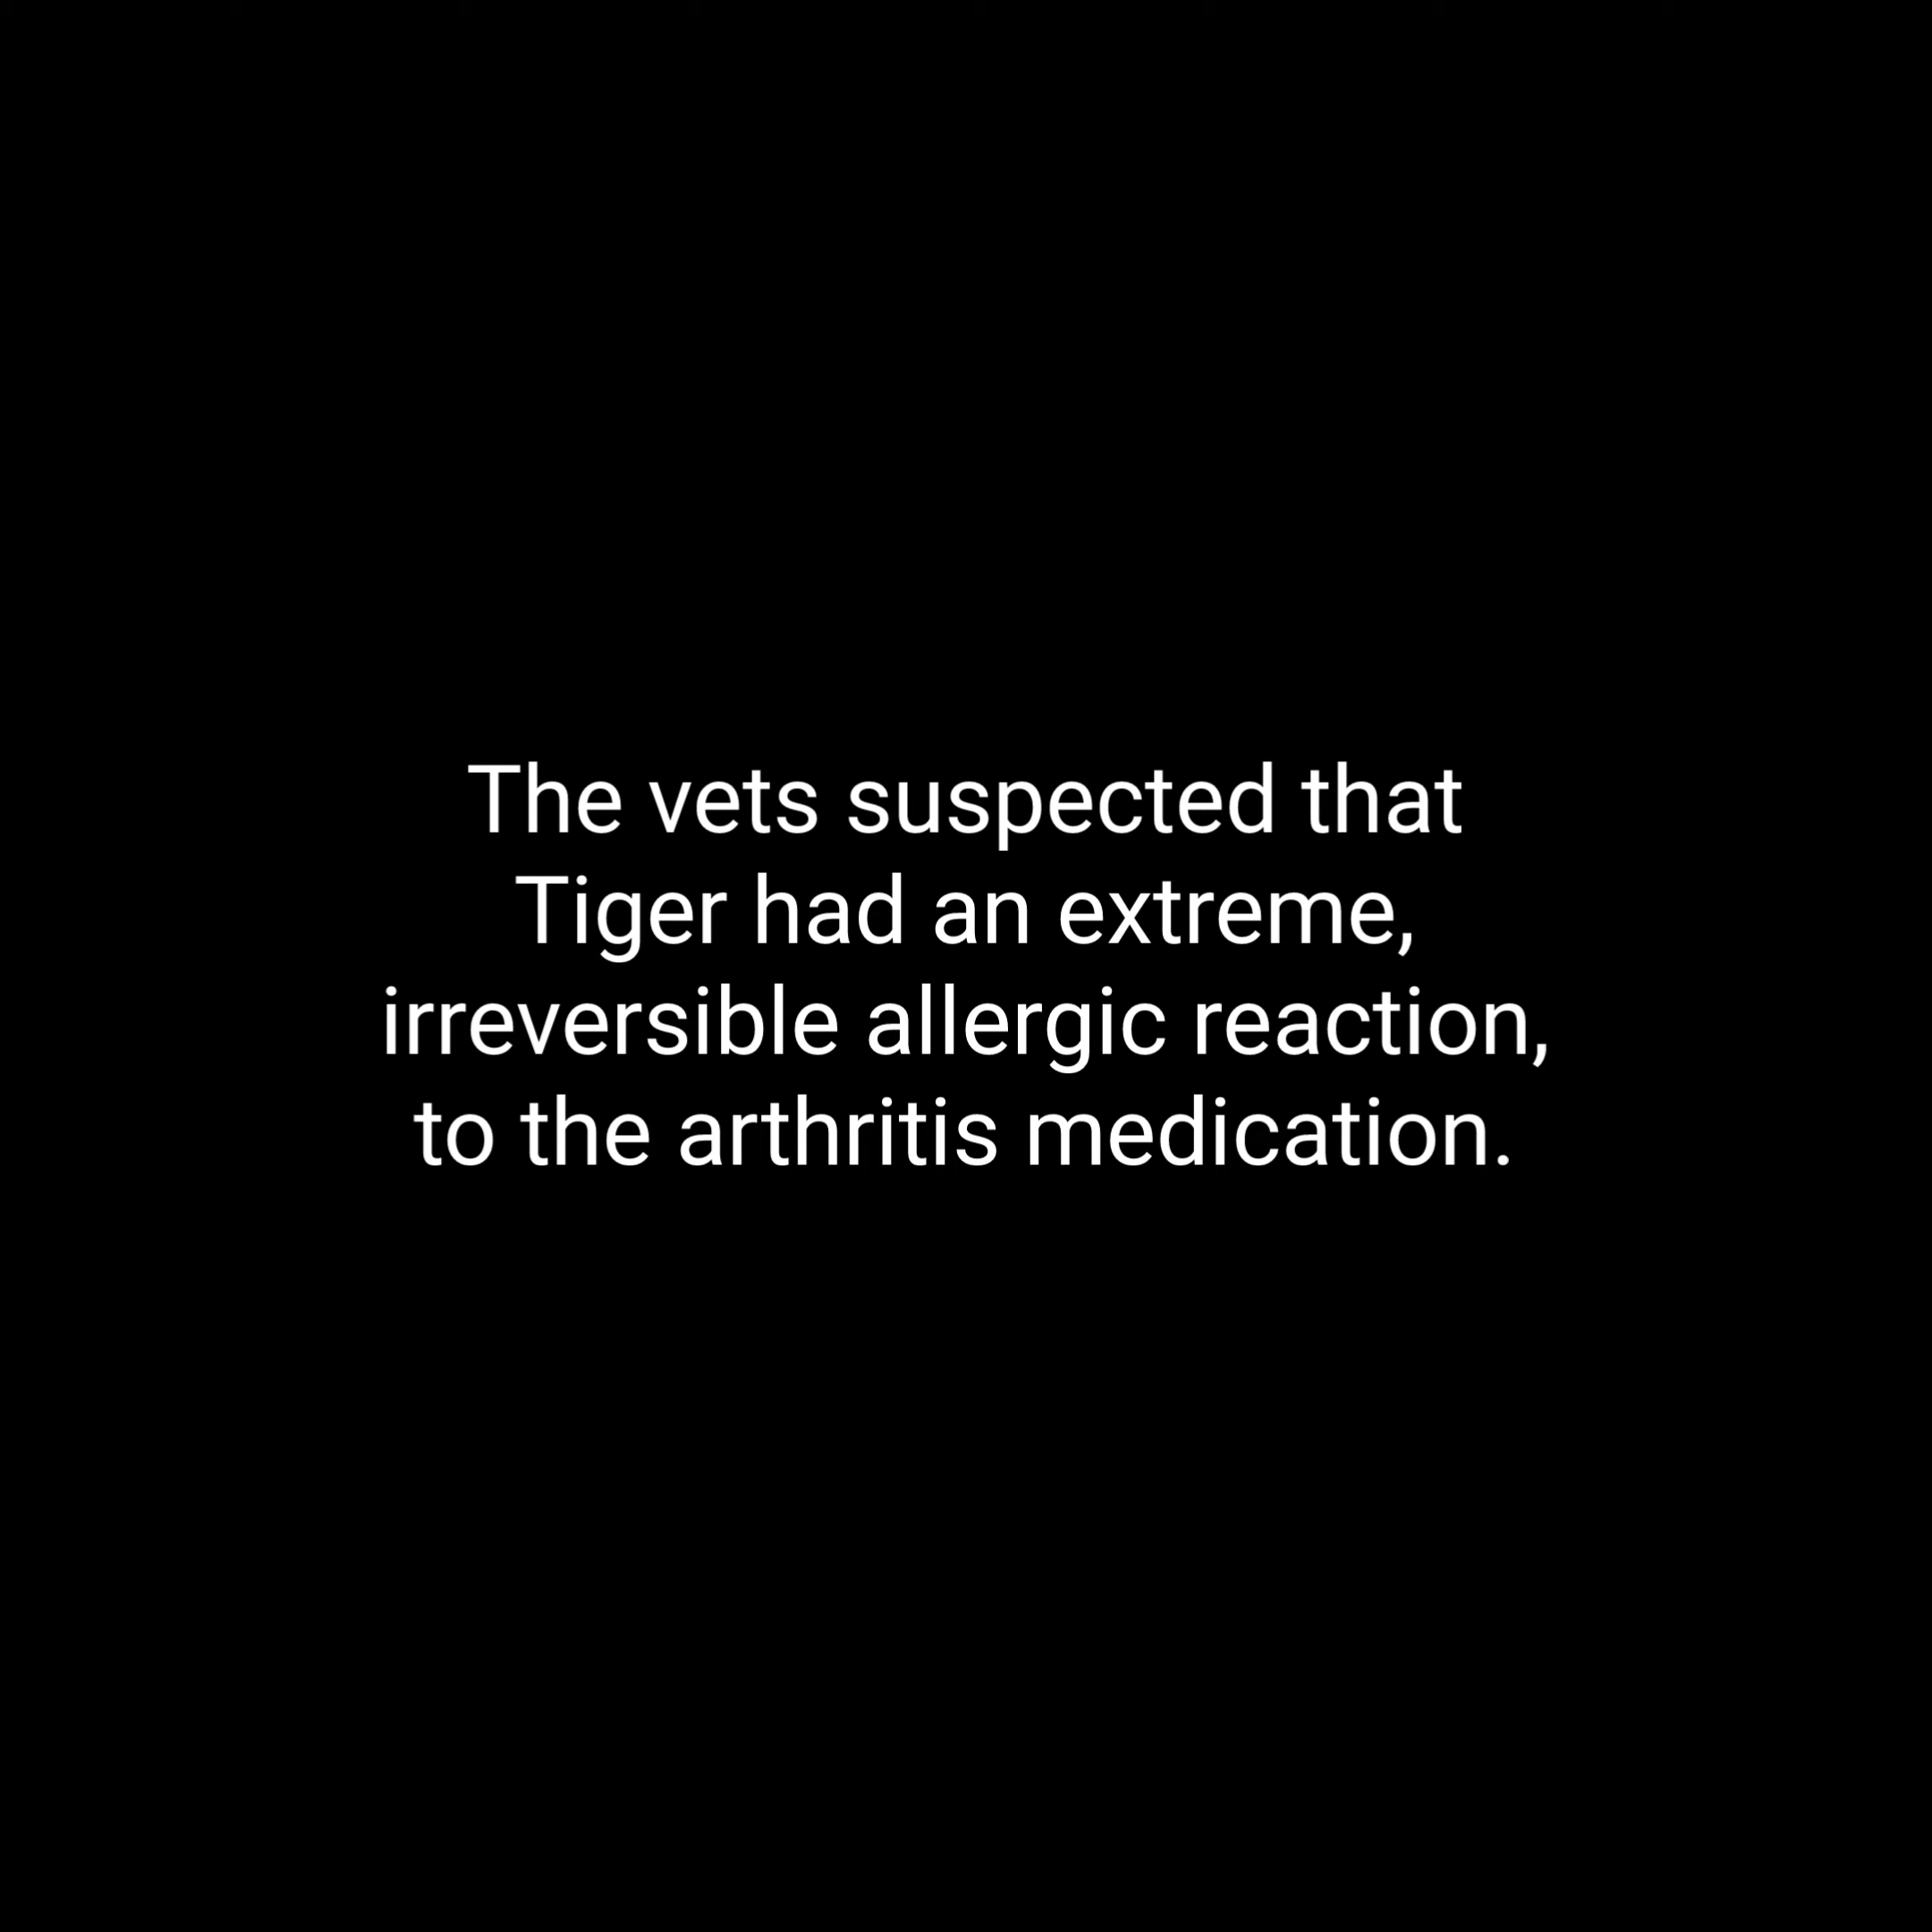 The vets suspected that
Tiger had an extreme,
irreversible allergic reaction,
to the arthritis medication.